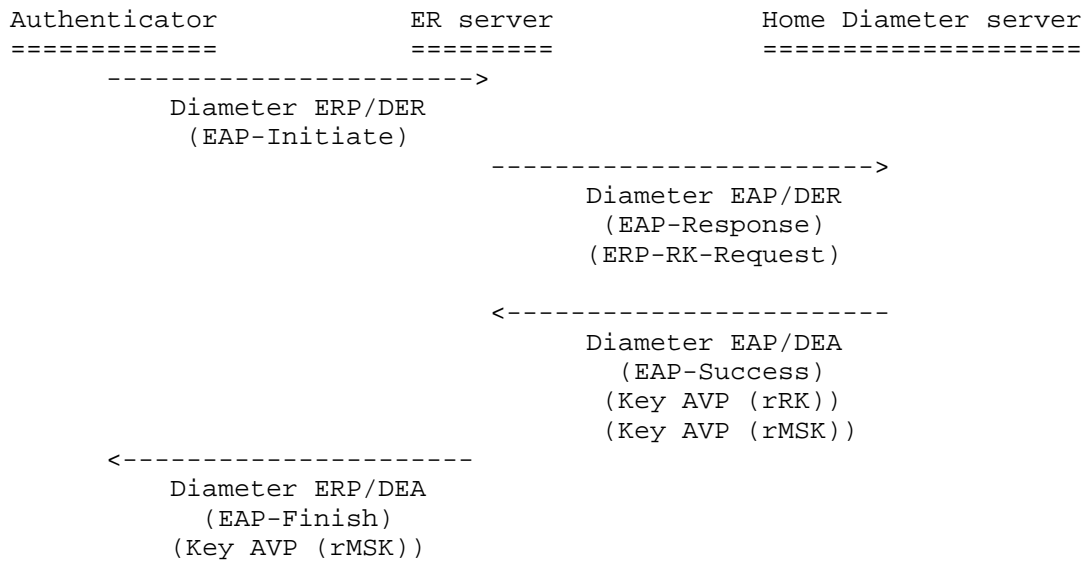 Authenticator            ER server             Home Diameter server
=============            =========             ====================
      ----------------------->
          Diameter ERP/DER
           (EAP-Initiate)
                              ------------------------>
                                    Diameter EAP/DER
                                     (EAP-Response)
                                    (ERP-RK-Request)
                              <------------------------
                                    Diameter EAP/DEA
                                      (EAP-Success)
                                     (Key AVP (rRK))
                                     (Key AVP (rMSK))
      <----------------------
          Diameter ERP/DEA
            (EAP-Finish)
          (Key AVP (rMSK))